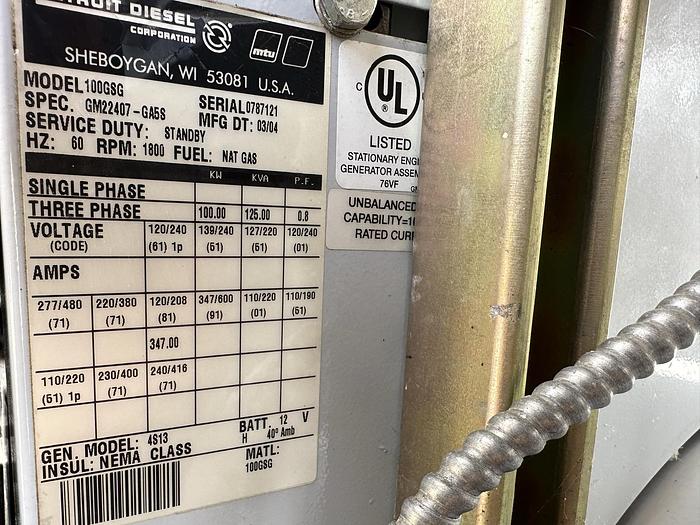 DIESEL
CORPORATION
mtu
SHEBOYGAN, WI 53081 U.S.A.
MODEL 100GSG
SPEC. GM22407-GA5S SERIAL 0787121
SERVICE DUTY: STANDBY MFG DT: 03/04
HZ: 60 RPM: 1800 FUEL: NAT GAS
KW KVA P.F.
SINGLE PHASE
THREE PHASE 100.00 125.00 0.8
VOLTAGE 120/240 139/240 127/220 120/240
(CODE) (61) 1p (51) (51) (01)
AMPS
277/480 220/380 120/208 347/600 110/220 110/190
(71) (71) (81) (91) (01) (51)
347.00
110/220 230/400 240/416
(51) 1p (71) (71)
GEN. MODEL: 4S13 BATT. 12 V
INSUL: NEMA CLASS H 40º Amb
MATL:
100GSG
C UL
®
LISTED
STATIONARY
GENERATOR
76VF
UNBALANCED
RATED